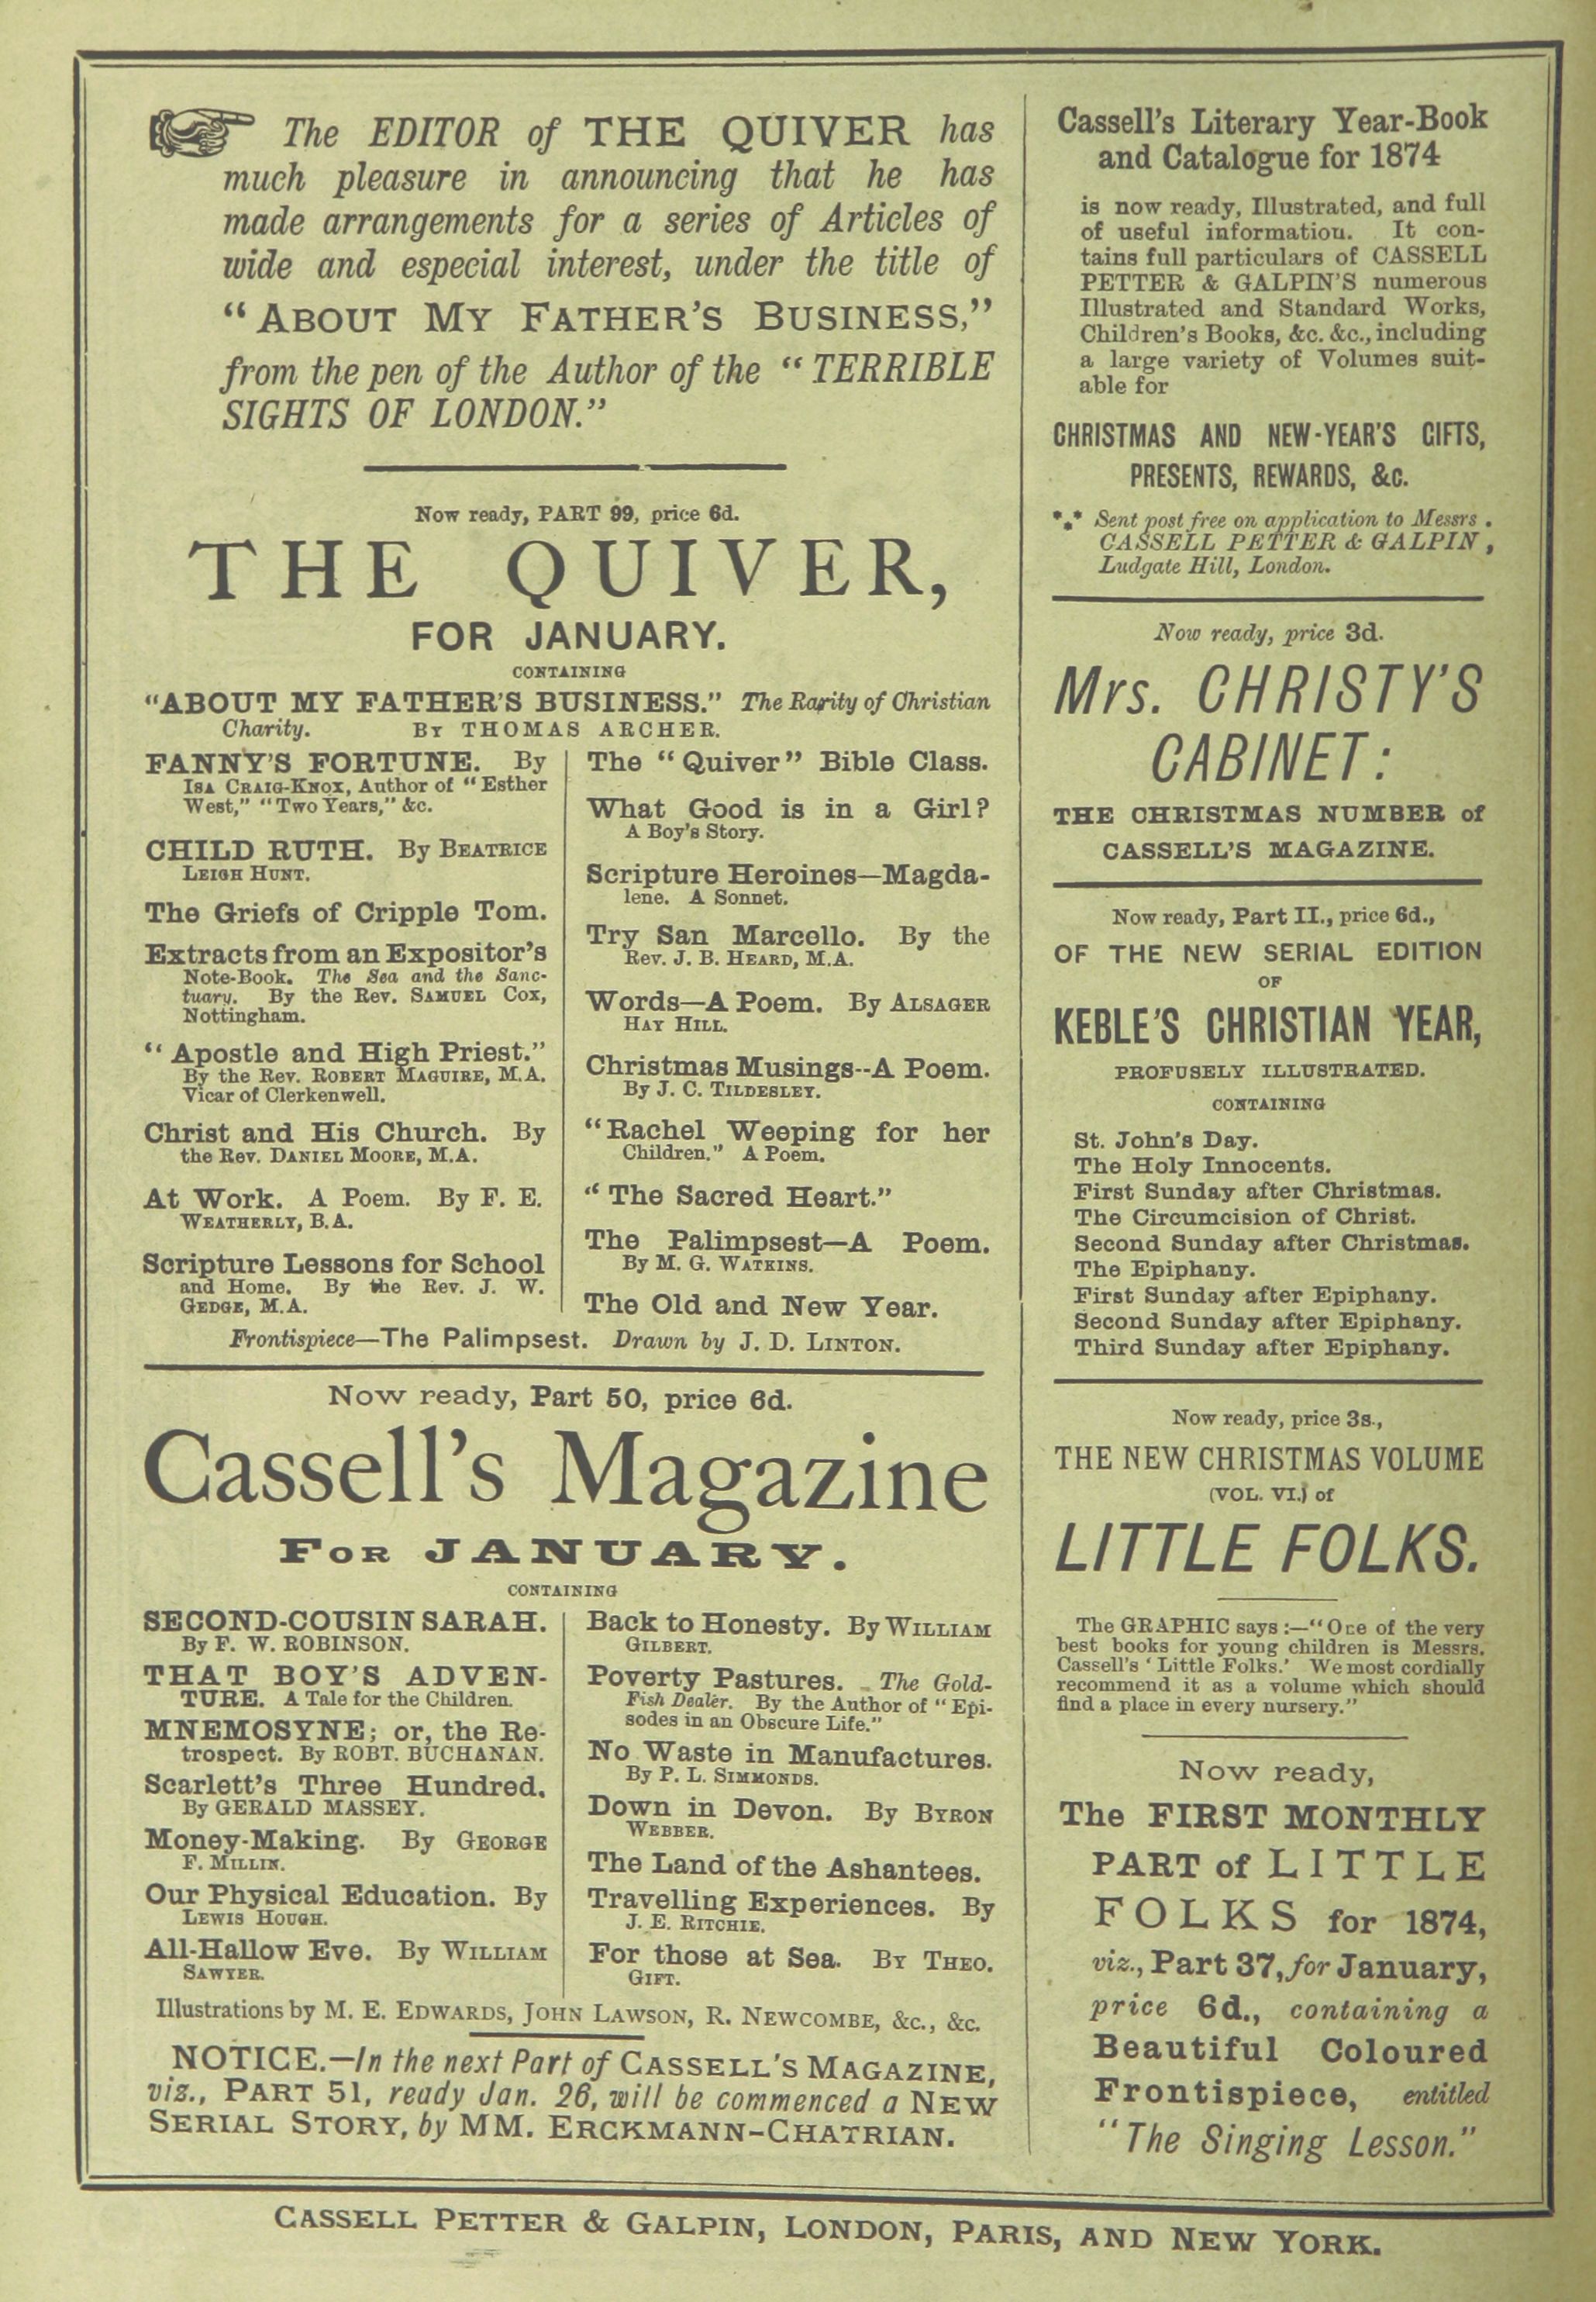 The EDITOR of THE QUIVER has
much pleasure in announcing that he has
made arrangements for a series of Articles of
wide and especial interest, under the title of
"ABOUT MY FATHER'S BUSINESS,"
from the pen of the Author of the "TERRIBLE
SIGHTS OF LONDON."
Now ready, PART 99, price 6d.
THE QUIVER,
FOR JANUARY.
CONTAINING
"ABOUT MY FATHER'S BUSINESS." The Rarity of Christian
Charity. BY THOMAS ARCHER.
FANNY'S FORTUNE. By
ISA CRAIG-KNOX, Author of "Esther
West," "Two Years," &c.
CHILD RUTH. By BEATRICE
LEIGH HUNT.
The Griefs of Cripple Tom.
Extracts from an Expositor's
Note-Book. The Sea and the Sanc-
tuary. By the Rev. SAMUEL COX,
Nottingham.
"Apostle and High Priest."
By the Rev. ROBERT MAGUIRE, M.A.
Vicar of Clerkenwell.
Christ and His Church. By
the Rev. DANIEL MOORE, M.A.
At Work. A Poem. By F. E.
WEATHERLY, B.A.
Scripture Lessons for School
and Home. By the Rev. J. W.
GEDGE, M.A.
The "Quiver" Bible Class.
What Good is in a Girl?
A Boy's Story.
Scripture Heroines—Magda-
lene. A Sonnet.
Try San Marcello. By the
Rev. J. B. HEARD, M.A.
Words—A Poem. By ALSAGER
HAY HILL.
Christmas Musings--A Poem.
By J. C. TILDESLEY.
"Rachel Weeping for her
Children." A Poem.
"The Sacred Heart."
The Palimpsest—A Poem.
By M. G. WATKINS.
The Old and New Year.
Frontispiece—The Palimpsest. Drawn by J. D. LINTON.
Now ready, Part 50, price 6d.
Cassell's Magazine
FOR JANUARY.
CONTAINING
SECOND-COUSIN SARAH.
By F. W. ROBINSON.
THAT BOY'S ADVEN-
TURE. A Tale for the Children.
MNEMOSYNE; or, the Re-
trospect. By ROBT. BUCHANAN.
Scarlett's Three Hundred.
By GERALD MASSEY.
Money-Making. By GEORGE
F. MILLIN.
Our Physical Education. By
LEWIS HOUGH.
All-Hallow Eve. By WILLIAM
SAWYER.
Back to Honesty. By WILLIAM
GILBERT.
Poverty Pastures. The Gold-
Fish Dealer. By the Author of "Epi-
sodes in an Obscure Life."
No Waste in Manufactures.
By P. L. SIMMONDS.
Down in Devon. By BYRON
WEBBER.
The Land of the Ashantees.
Travelling Experiences. By
J. E. RITCHIE.
For those at Sea. BY THEO.
GIFT.
Illustrations by M. E. EDWARDS, JOHN LAWSON, R. NEWCOMBE, &c., &c.
NOTICE.—In the next Part of CASSELL'S MAGAZINE,
viz., PART 51, ready Jan. 26, will be commenced a NEW
SERIAL STORY, by MM. ERCKMANN-CHATRIAN.
Cassell's Literary Year-Book
and Catalogue for 1874
is now ready, Illustrated, and full
of useful information. It con-
tains full particulars of CASSELL
PETTER & GALPIN'S numerous
Illustrated and Standard Works,
Children's Books, &c. &c., including
a large variety of Volumes suit-
able for
CHRISTMAS AND NEW-YEAR'S GIFTS,
PRESENTS, REWARDS, &c.
*** Sent post free on application to Messrs.
CASSELL PETTER & GALPIN,
Ludgate Hill, London.
Now ready, price 3d.
Mrs. CHRISTY'S
CABINET:
THE CHRISTMAS NUMBER of
CASSELL'S MAGAZINE.
Now ready, Part II., price 6d.,
OF THE NEW SERIAL EDITION
OF
KEBLE'S CHRISTIAN YEAR,
PROFUSELY ILLUSTRATED.
CONTAINING
St. John's Day.
The Holy Innocents.
First Sunday after Christmas.
The Circumcision of Christ.
Second Sunday after Christmas.
The Epiphany.
First Sunday after Epiphany.
Second Sunday after Epiphany.
Third Sunday after Epiphany.
Now ready, price 3s.,
THE NEW CHRISTMAS VOLUME
(VOL. VI.) of
LITTLE FOLKS.
The GRAPHIC says:—"One of the very
best books for young children is Messrs.
Cassell's 'Little Folks.' We most cordially
recommend it as a volume which should
find a place in every nursery."
Now ready,
The FIRST MONTHLY
PART of LITTLE
FOLKS for 1874,
viz., Part 37, for January,
price 6d., containing a
Beautiful Coloured
Frontispiece, entitled
"The Singing Lesson."
CASSELL PETTER & GALPIN, LONDON, PARIS, AND NEW YORK.